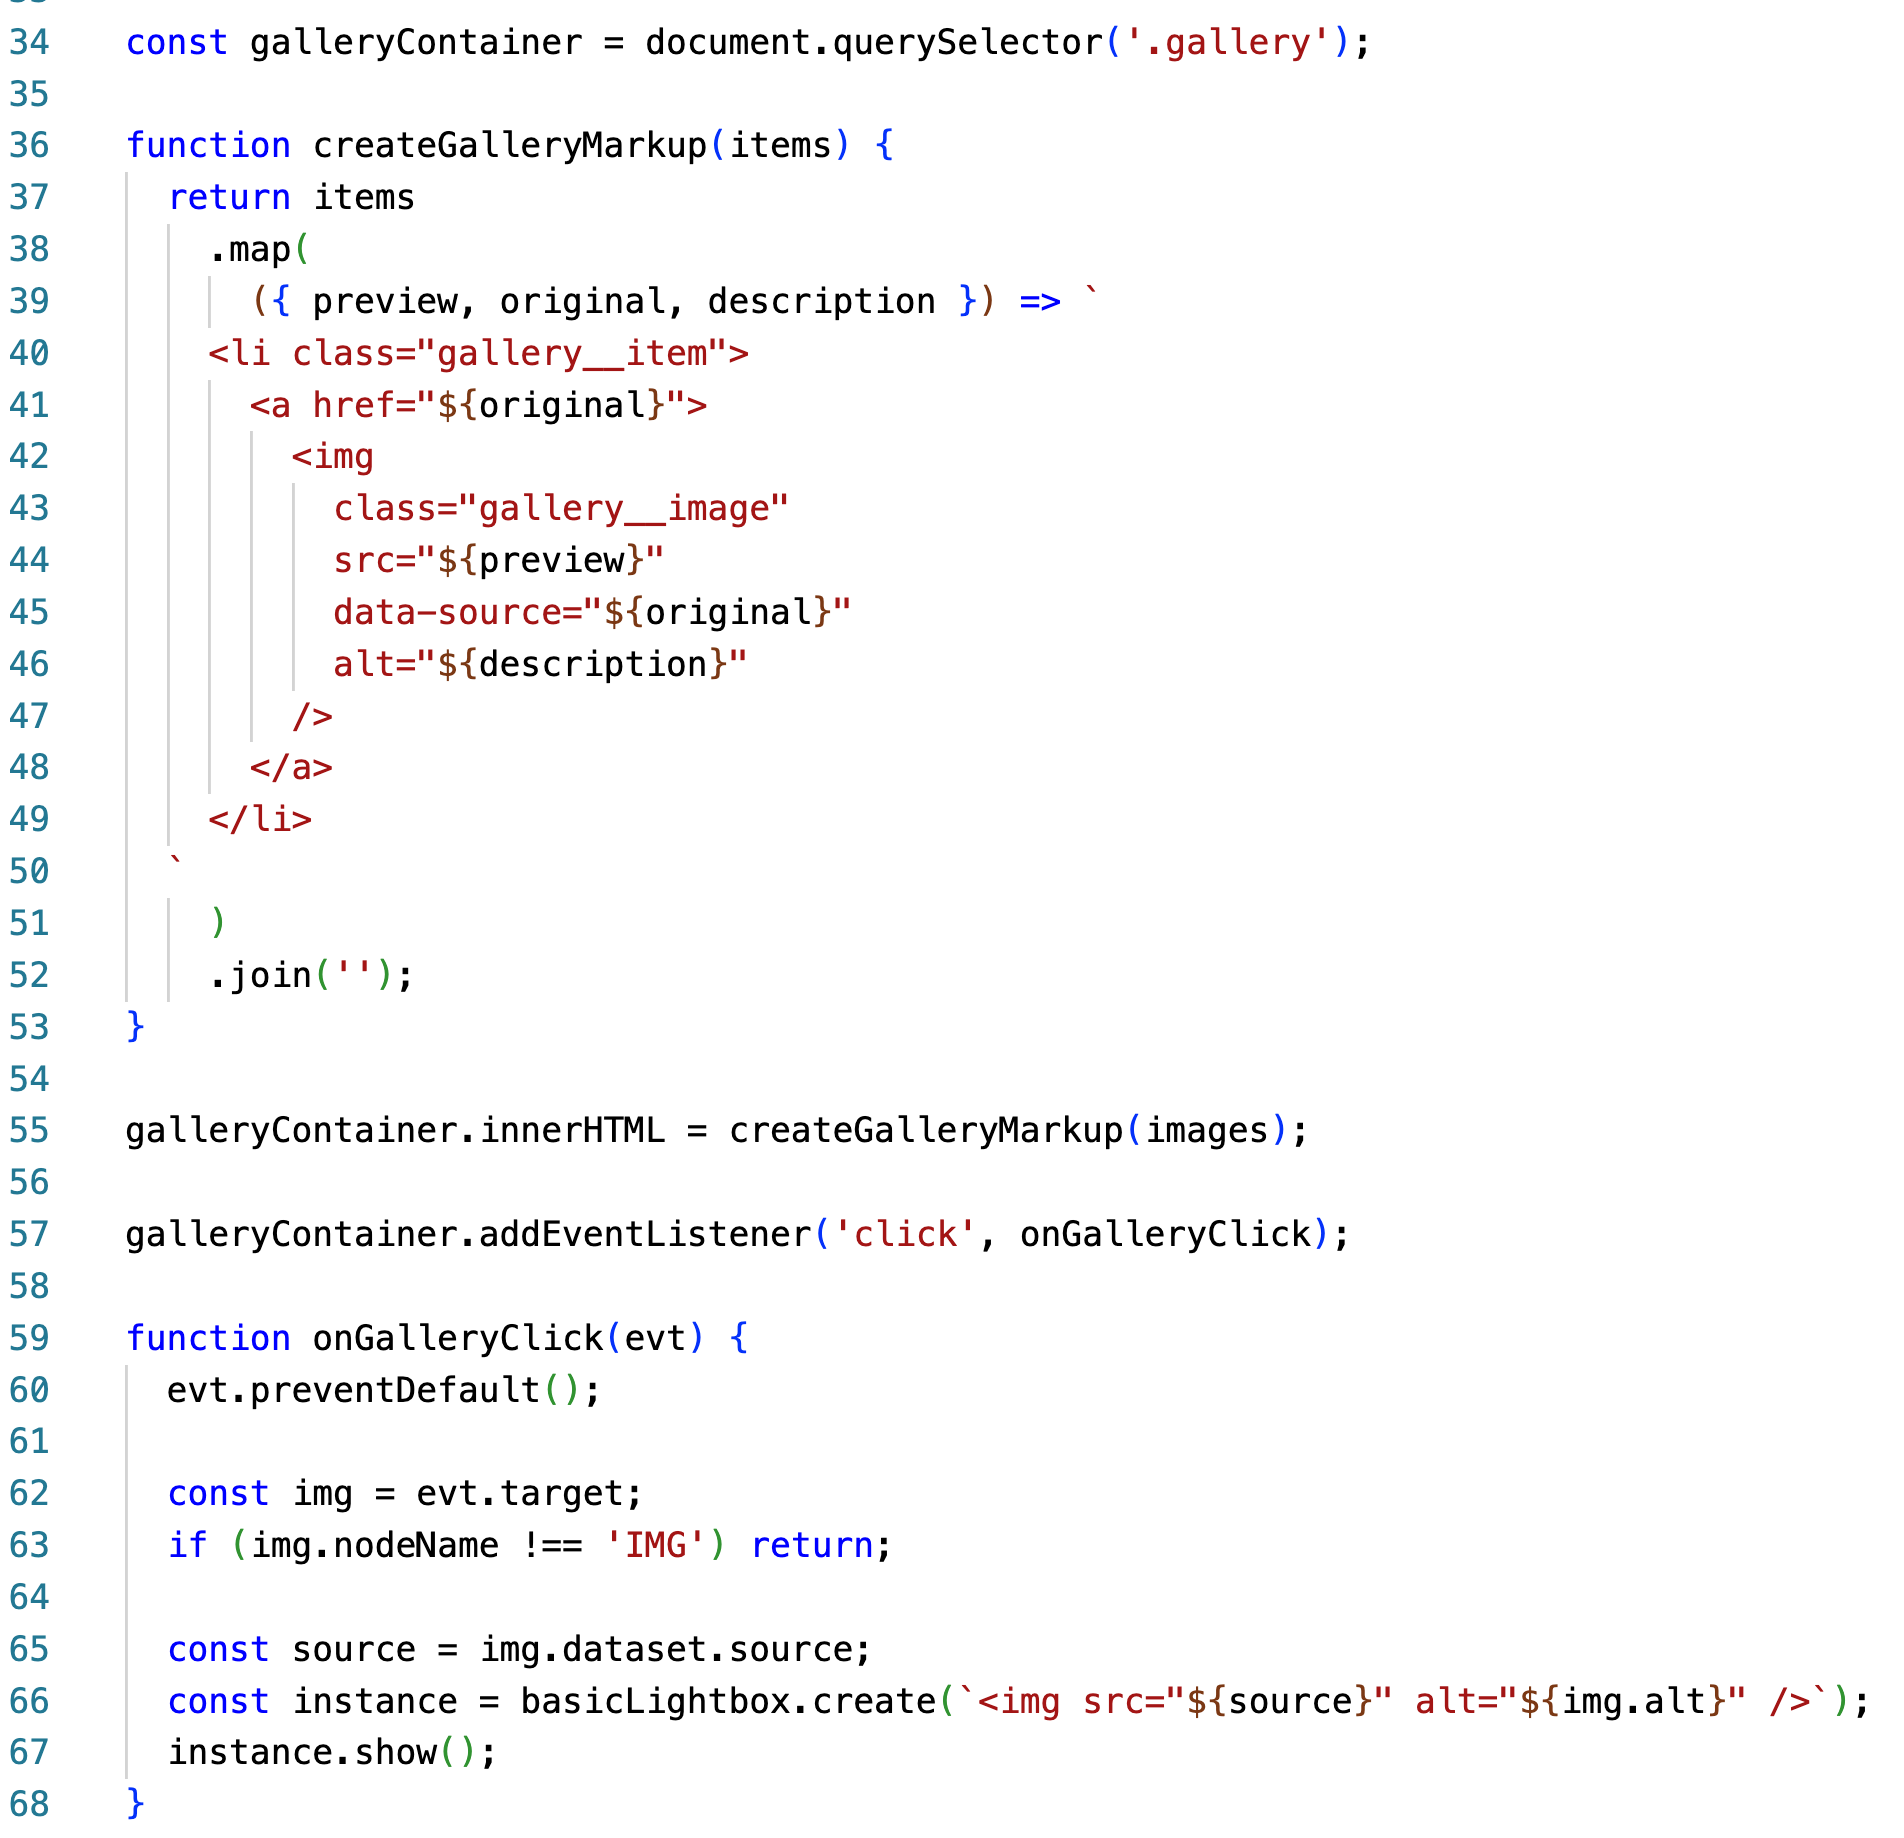 34 const galleryContainer = document.querySelector('.gallery');
35
36 function createGalleryMarkup(items) {
37   return items
38     .map(
39       ({ preview, original, description }) => `
40     <li class="gallery__item">
41       <a href="${original}">
42         <img
43           class="gallery__image"
44           src="${preview}"
45           data-source="${original}"
46           alt="${description}"
47         />
48       </a>
49     </li>
50   `
51     )
52     .join('');
53 }
54
55 galleryContainer.innerHTML = createGalleryMarkup(images);
56
57 galleryContainer.addEventListener('click', onGalleryClick);
58
59 function onGalleryClick(evt) {
60   evt.preventDefault();
61
62   const img = evt.target;
63   if (img.nodeName !== 'IMG') return;
64
65   const source = img.dataset.source;
66   const instance = basicLightbox.create(`<img src="${source}" alt="${img.alt}" />`);
67   instance.show();
68 }